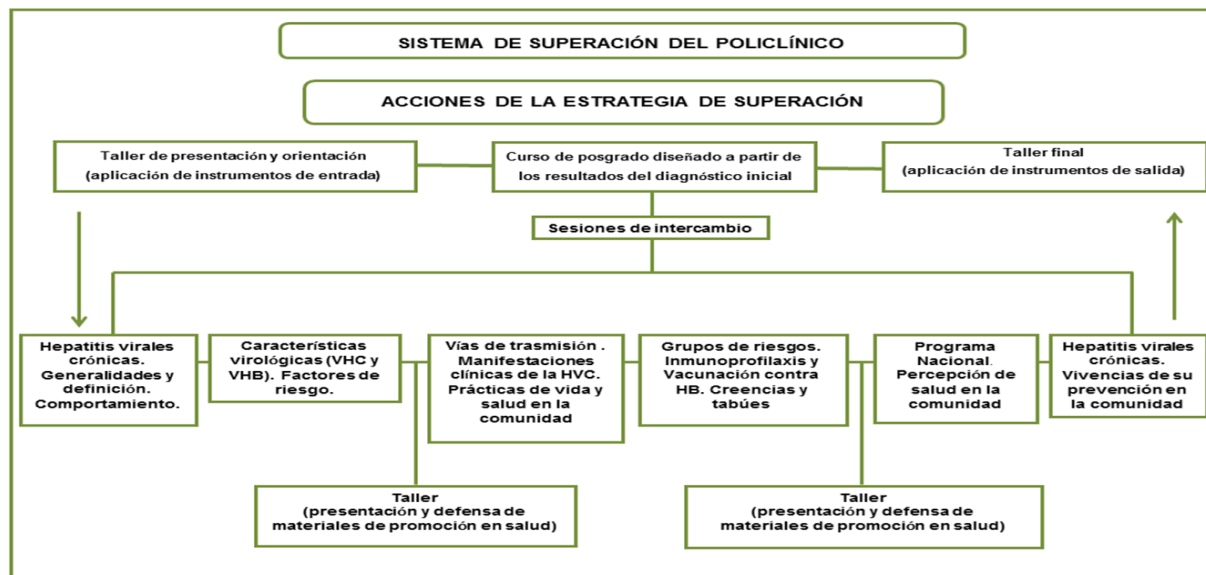 SISTEMA DE SUPERACIÓN DEL POLICLÍNICO
ACCIONES DE LA ESTRATEGIA DE SUPERACIÓN
Taller de presentación y orientación
(aplicación de instrumentos de entrada)
Curso de posgrado diseñado a partir de
los resultados del diagnóstico inicial
Taller final
(aplicación de instrumentos de salida)
Sesiones de intercambio
Hepatitis virales
crónicas.
Generalidades y
definición.
Comportamiento.
Características
virológicas (VHC y
VHB). Factores de
riesgo.
Vías de trasmisión .
Manifestaciones
clínicas de la HVC.
Prácticas de vida y
salud en la
comunidad
Grupos de riesgos.
Inmunoprofilaxis y
Vacunación contra
HB. Creencias y
tabúes
Programa
Nacional.
Percepción de
salud en la
comunidad
Hepatitis virales
crónicas.
Vivencias de su
prevención en
la comunidad
Taller
(presentación y defensa de
materiales de promoción en salud)
Taller
(presentación y defensa de
materiales de promoción en salud)